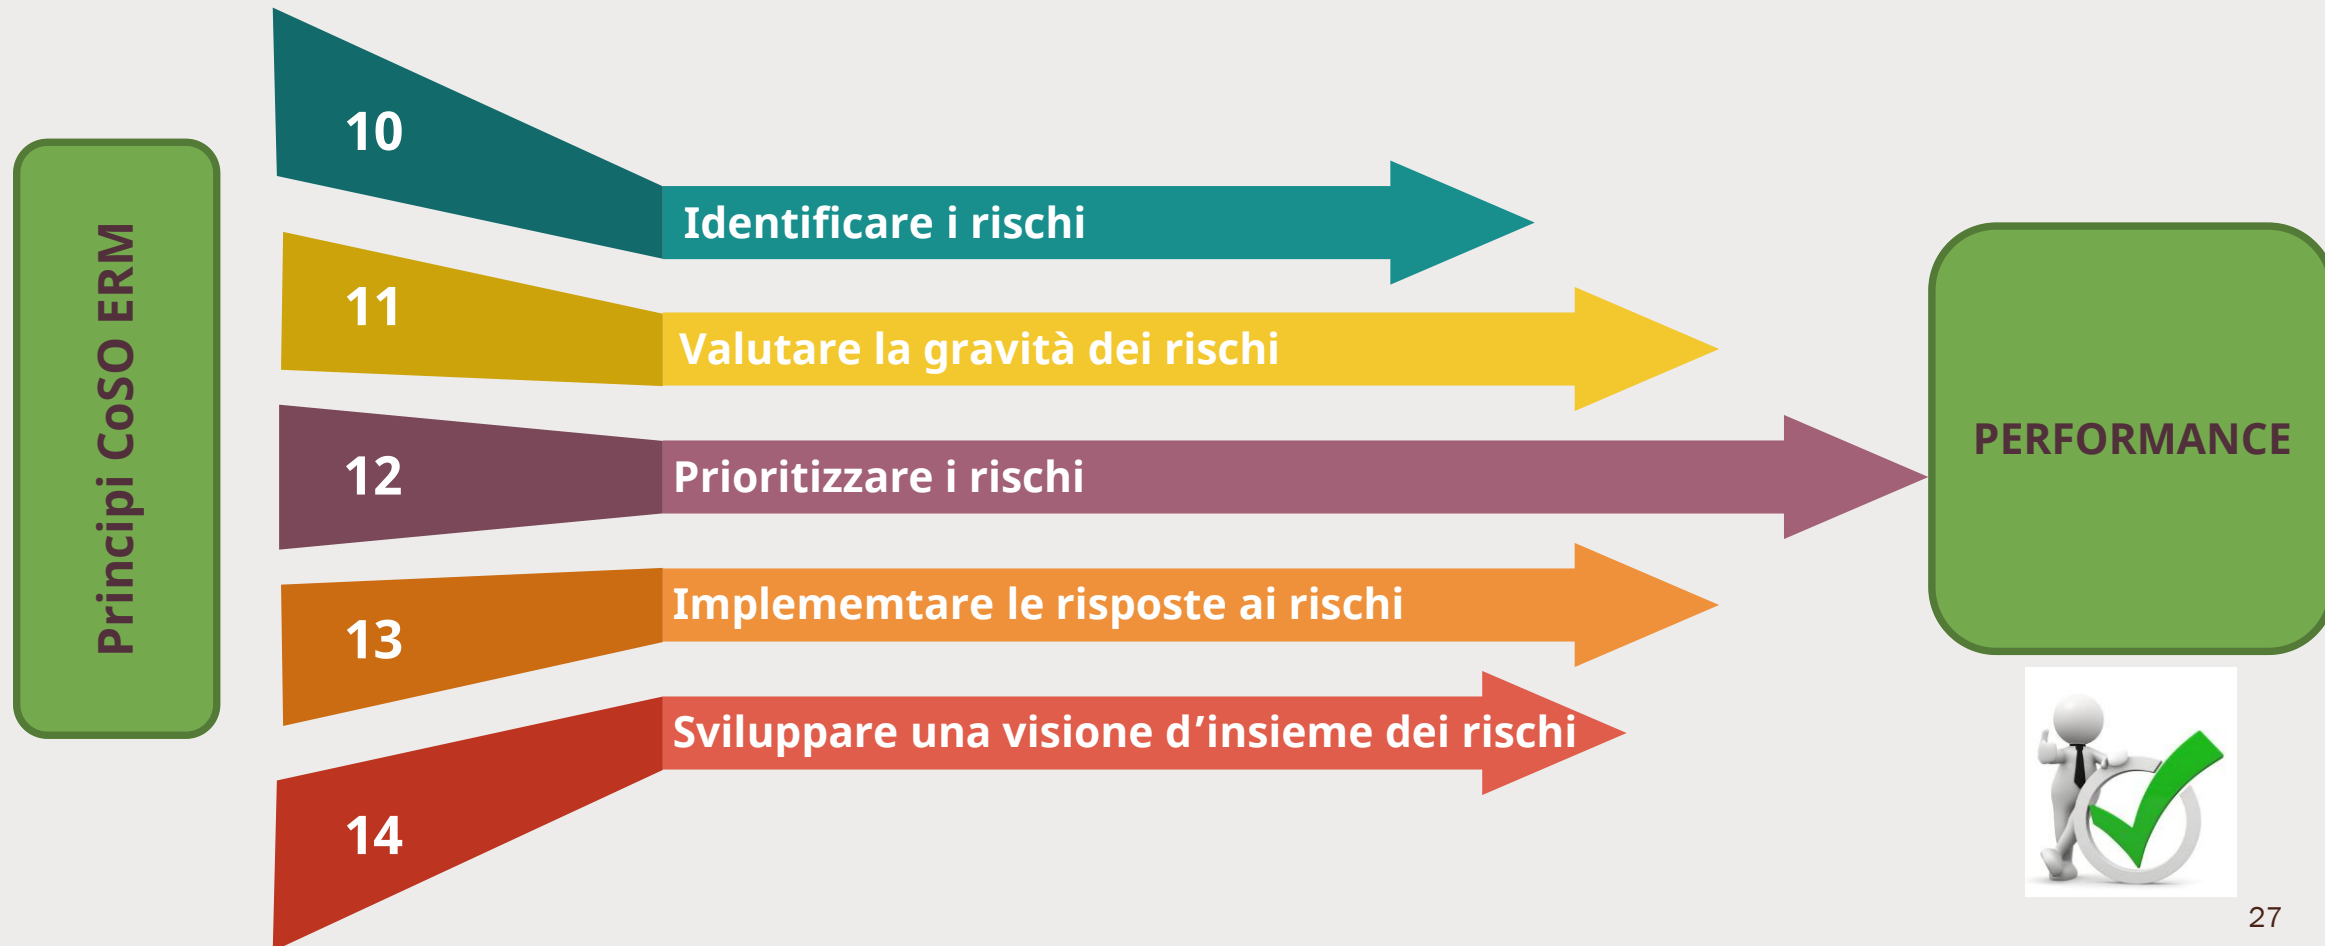 Principi CoSO ERM
10
Identificare i rischi
11
Valutare la gravità dei rischi
12
Prioritizzare i rischi
13
Implememtare le risposte ai rischi
14
Sviluppare una visione d’insieme dei rischi
PERFORMANCE
27